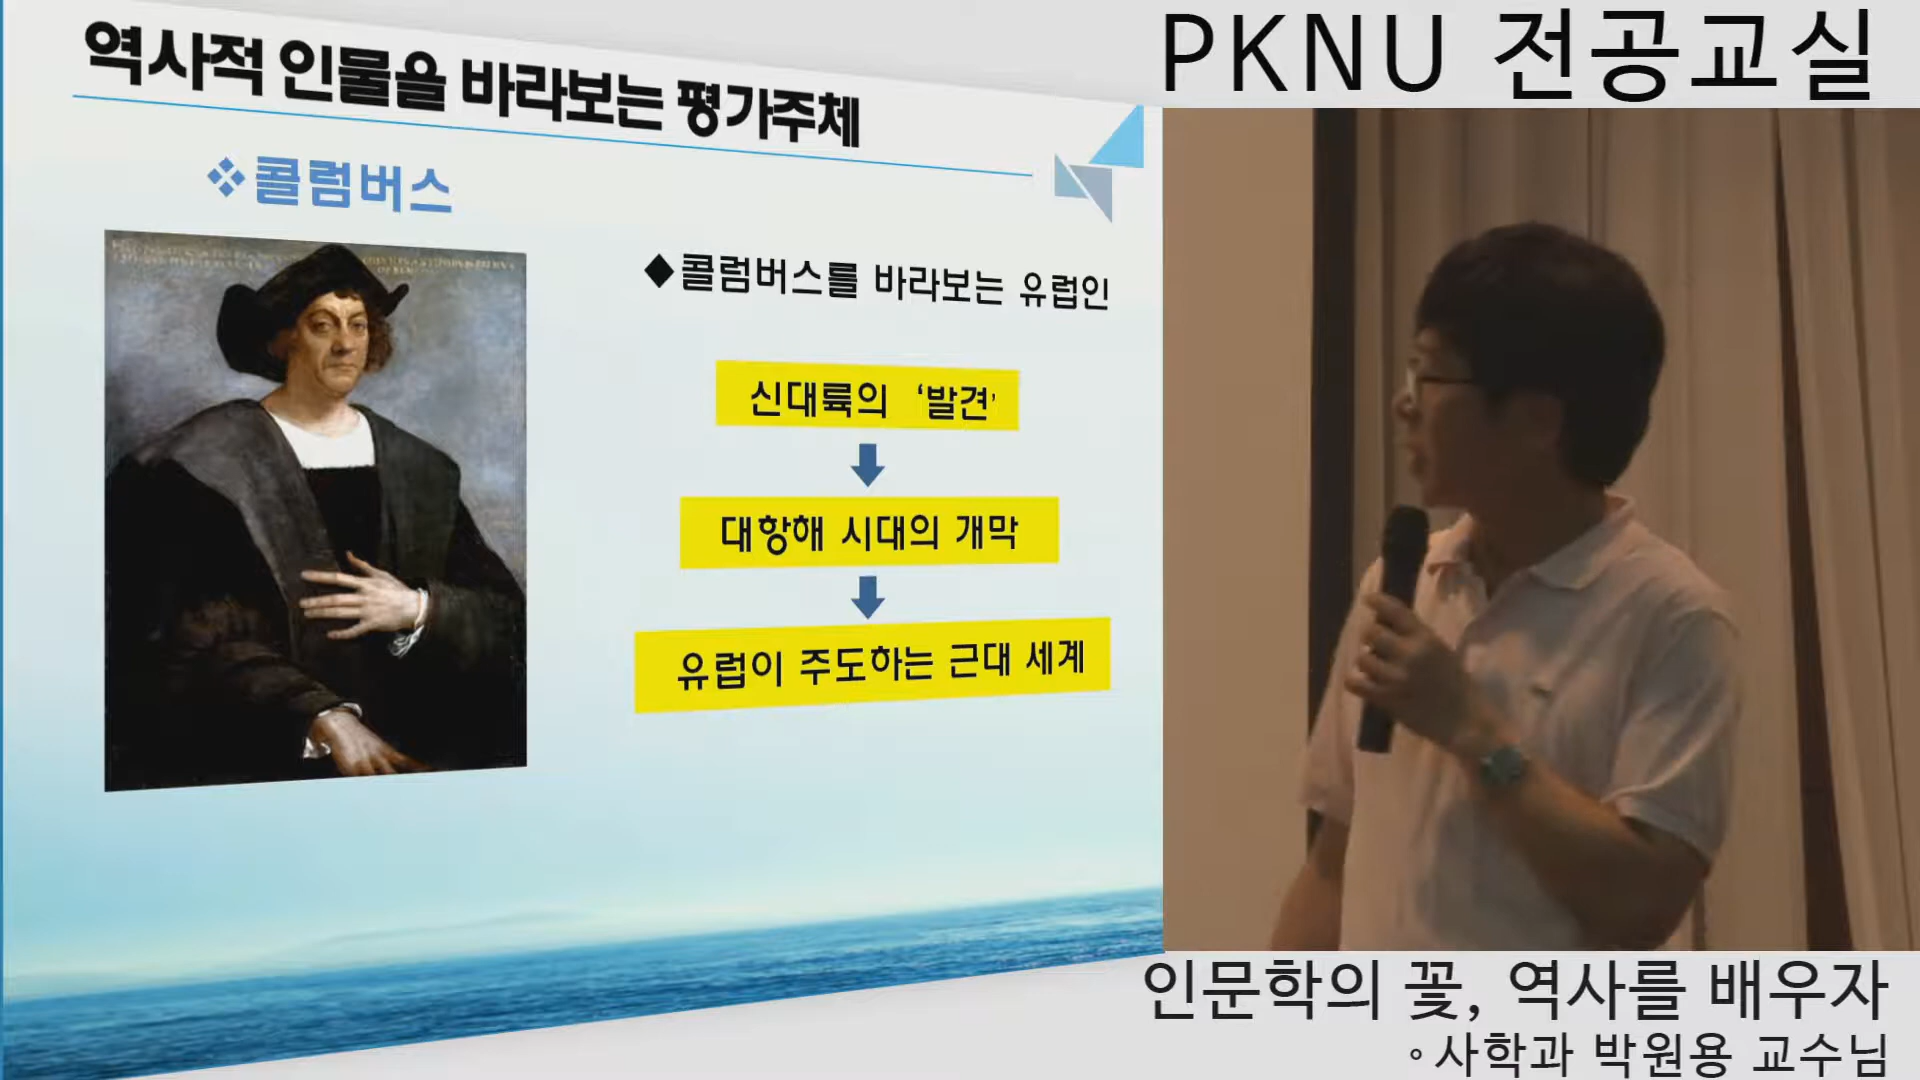 역사적 인물을 바라보는 평가주체
❖콜럼버스
◆콜럼버스를 바라보는 유럽인
신대륙의 ‘발견’
대항해 시대의 개막
유럽이 주도하는 근대 세계
PKNU 전공교실
인문학의 꽃, 역사를 배우자
◦사학과 박원용 교수님